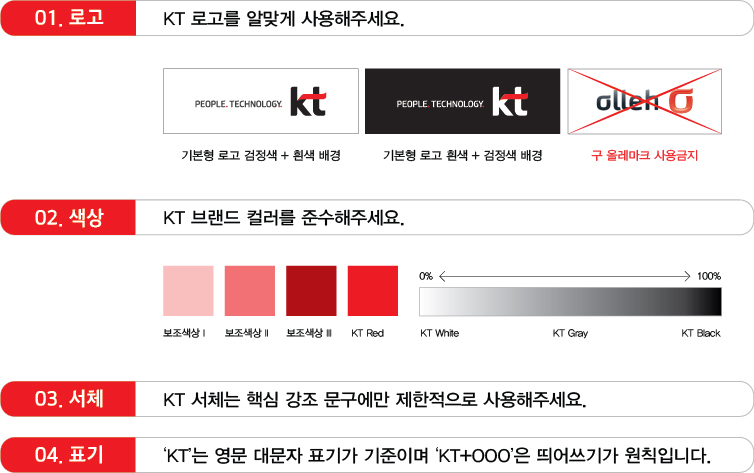 01. 로고
KT 로고를 알맞게 사용해주세요.
PEOPLE. TECHNOLOGY. kt
PEOPLE. TECHNOLOGY. kt
olleh
기본형 로고 검정색 + 흰색 배경
기본형 로고 흰색 + 검정색 배경
구 올레마크 사용금지
02. 색상
KT 브랜드 컬러를 준수해주세요.
0%
100%
보조색상 I
보조색상 II
보조색상 III
KT Red
KT White
KT Gray
KT Black
03. 서체
KT 서체는 핵심 강조 문구에만 제한적으로 사용해주세요.
04. 표기
‘KT’는 영문 대문자 표기가 기준이며 ‘KT+OOO’은 띄어쓰기가 원칙입니다.